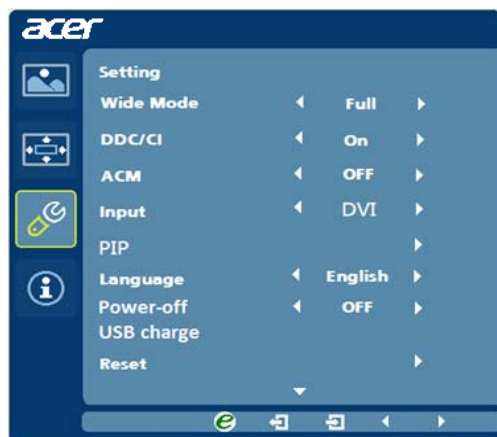 acer
Setting
Wide Mode Full
DDC/CI On
ACM OFF
Input DVI
PIP
Language English
Power-off OFF
USB charge
Reset